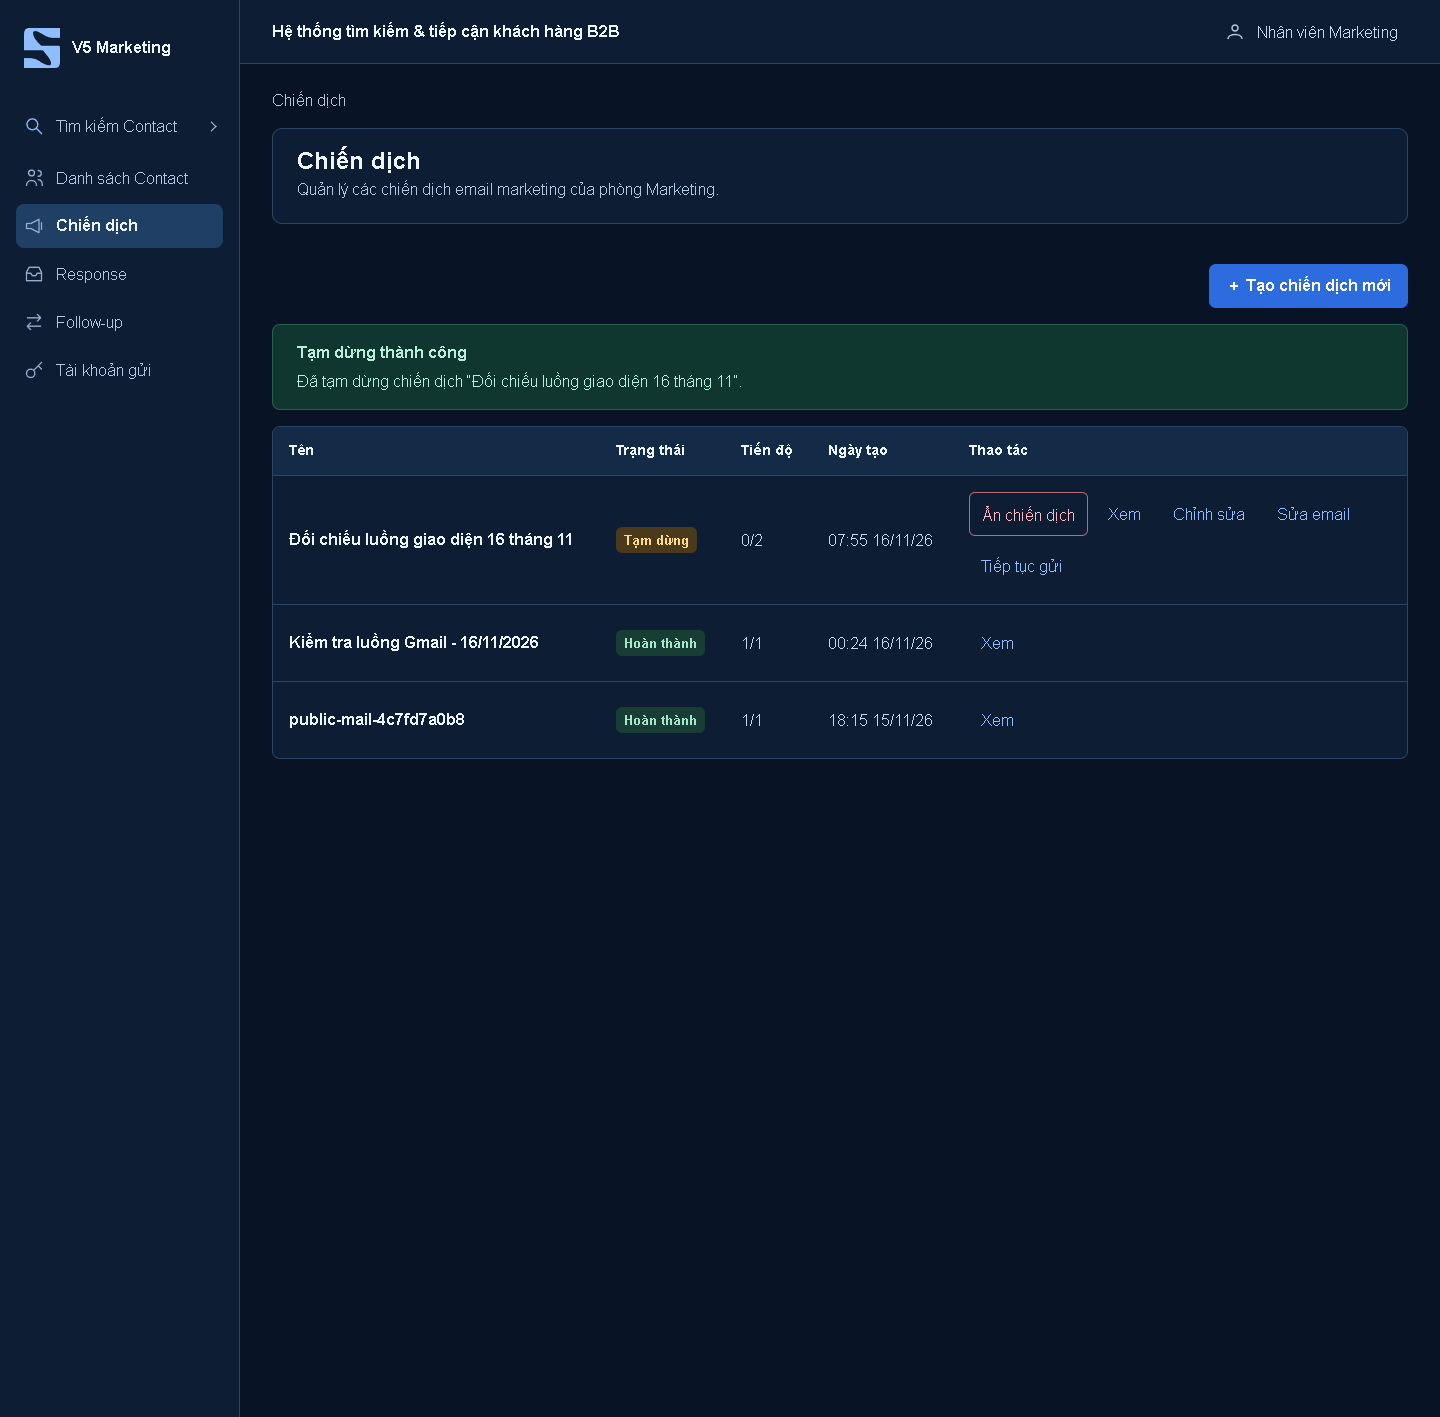 V5 Marketing
Hệ thống tìm kiếm & tiếp cận khách hàng B2B
Nhân viên Marketing
Tìm kiếm Contact
Danh sách Contact
Chiến dịch
Response
Follow-up
Tài khoản gửi
Chiến dịch
Chiến dịch
Quản lý các chiến dịch email marketing của phòng Marketing.
+ Tạo chiến dịch mới
Tạm dừng thành công
Đã tạm dừng chiến dịch "Đối chiếu luồng giao diện 16 tháng 11".
Tên Trạng thái Tiến độ Ngày tạo Thao tác
Đối chiếu luồng giao diện 16 tháng 11 Tạm dừng 0/2 07:55 16/11/26 Ẩn chiến dịch Xem Chỉnh sửa Sửa email
Tiếp tục gửi
Kiểm tra luồng Gmail - 16/11/2026 Hoàn thành 1/1 00:24 16/11/26 Xem
public-mail-4c7fd7a0b8 Hoàn thành 1/1 18:15 15/11/26 Xem